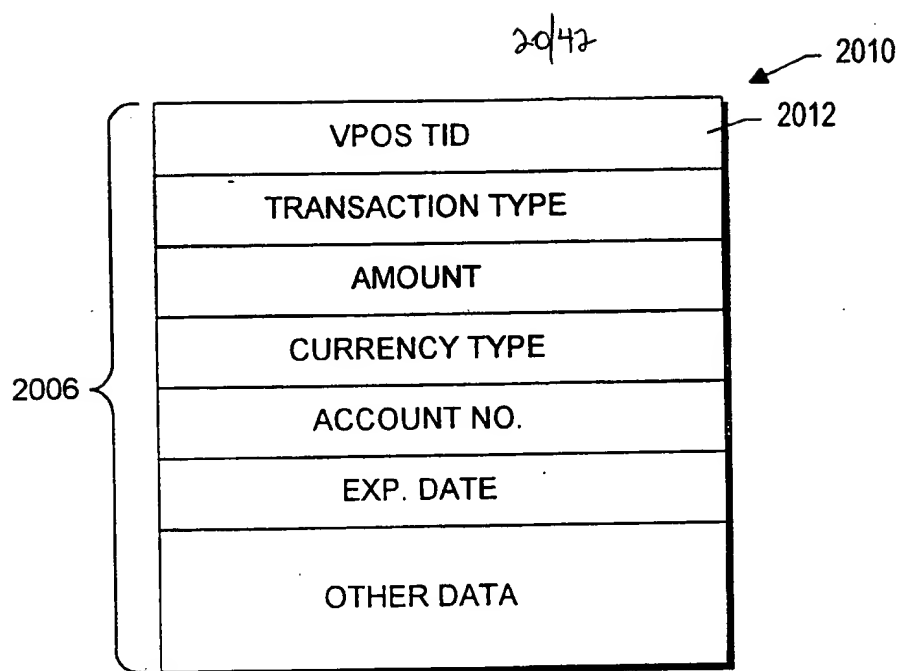 20/42
2010
VPOS TID
2012
TRANSACTION TYPE
AMOUNT
CURRENCY TYPE
2006
ACCOUNT NO.
EXP. DATE
OTHER DATA